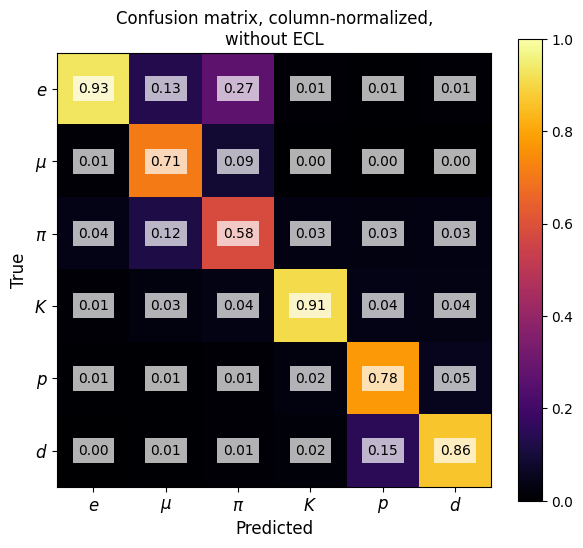 Confusion matrix, column-normalized,
without ECL
True
e 0.93 0.13 0.27 0.01 0.01 0.01
μ 0.01 0.71 0.09 0.00 0.00 0.00
π 0.04 0.12 0.58 0.03 0.03 0.03
K 0.01 0.03 0.04 0.91 0.04 0.04
p 0.01 0.01 0.01 0.02 0.78 0.05
d 0.00 0.01 0.01 0.02 0.15 0.86
e μ π K p d
Predicted
1.0
0.8
0.6
0.4
0.2
0.0